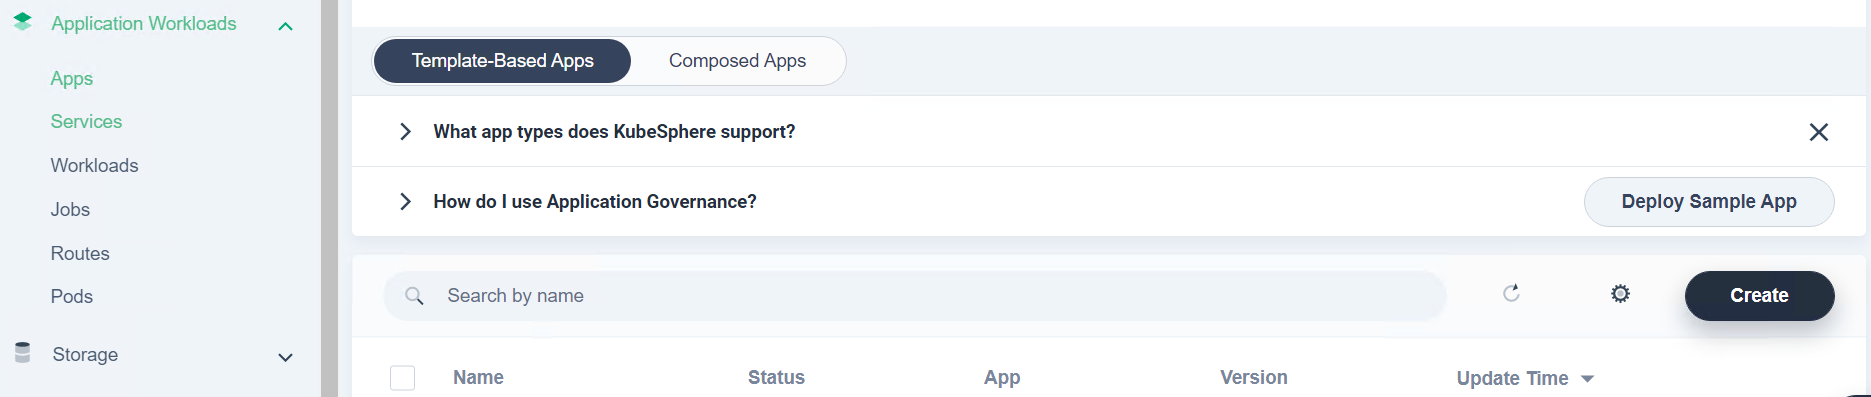 Application Workloads
Apps
Services
Workloads
Jobs
Routes
Pods
Storage
Template-Based Apps
Composed Apps
What app types does KubeSphere support?
How do I use Application Governance?
Deploy Sample App
Search by name
Create
Name
Status
App
Version
Update Time